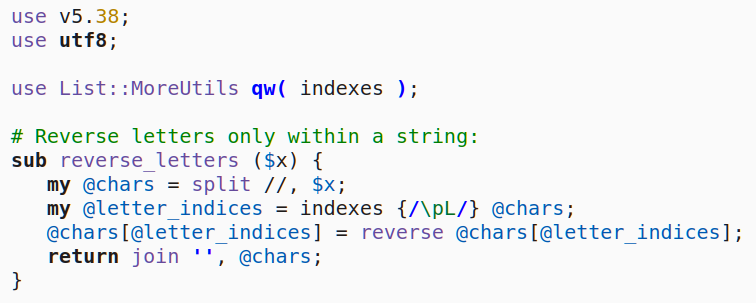 use v5.38;
use utf8;

use List::MoreUtils qw( indexes );

# Reverse letters only within a string:
sub reverse_letters ($x) {
   my @chars = split //, $x;
   my @letter_indices = indexes {/\pL/} @chars;
   @chars[@letter_indices] = reverse @chars[@letter_indices];
   return join '', @chars;
}